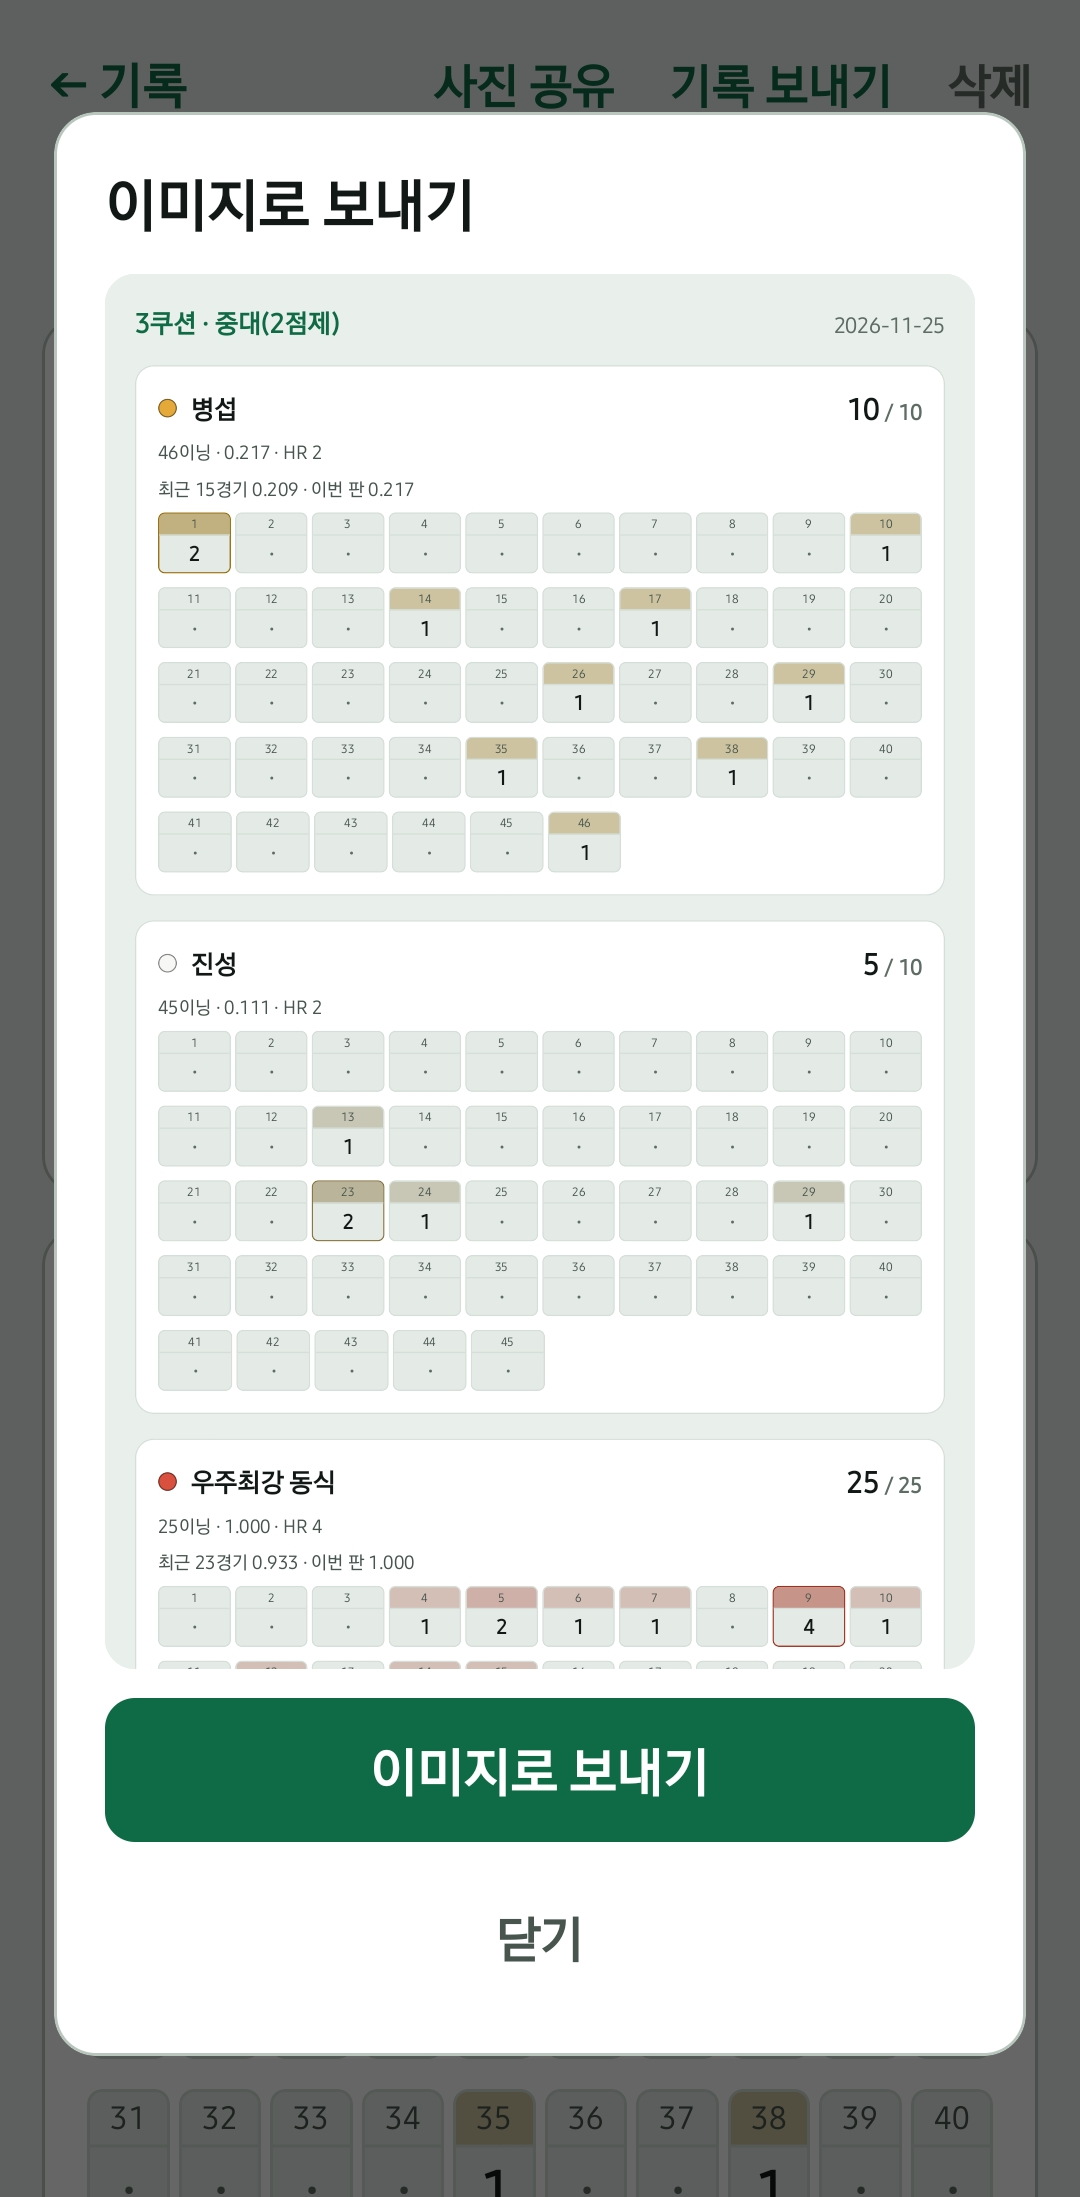 ← 기록 사진 공유 기록 보내기 삭제
이미지로 보내기
3쿠션 · 중대(2점제) 2026-11-25
병섭 10 / 10
46이닝 · 0.217 · HR 2
최근 15경기 0.209 · 이번 판 0.217
1 2 3 4 5 6 7 8 9 10
2 · · · · · · · · 1
11 12 13 14 15 16 17 18 19 20
· · · 1 · · 1 · · ·
21 22 23 24 25 26 27 28 29 30
· · · · · 1 · · 1 ·
31 32 33 34 35 36 37 38 39 40
· · · · 1 · · 1 · ·
41 42 43 44 45 46
· · · · · 1
진성 5 / 10
45이닝 · 0.111 · HR 2
1 2 3 4 5 6 7 8 9 10
· · · · · · · · · ·
11 12 13 14 15 16 17 18 19 20
· · 1 · · · · · · ·
21 22 23 24 25 26 27 28 29 30
· · 2 1 · · · · 1 ·
31 32 33 34 35 36 37 38 39 40
· · · · · · · · · ·
41 42 43 44 45
· · · · ·
우주최강 동식 25 / 25
25이닝 · 1.000 · HR 4
최근 23경기 0.933 · 이번 판 1.000
1 2 3 4 5 6 7 8 9 10
· · · 1 2 1 1 · 4 1
이미지로 보내기
닫기
31 32 33 34 35 36 37 38 39 40
· · · · 1 · · 1 · ·